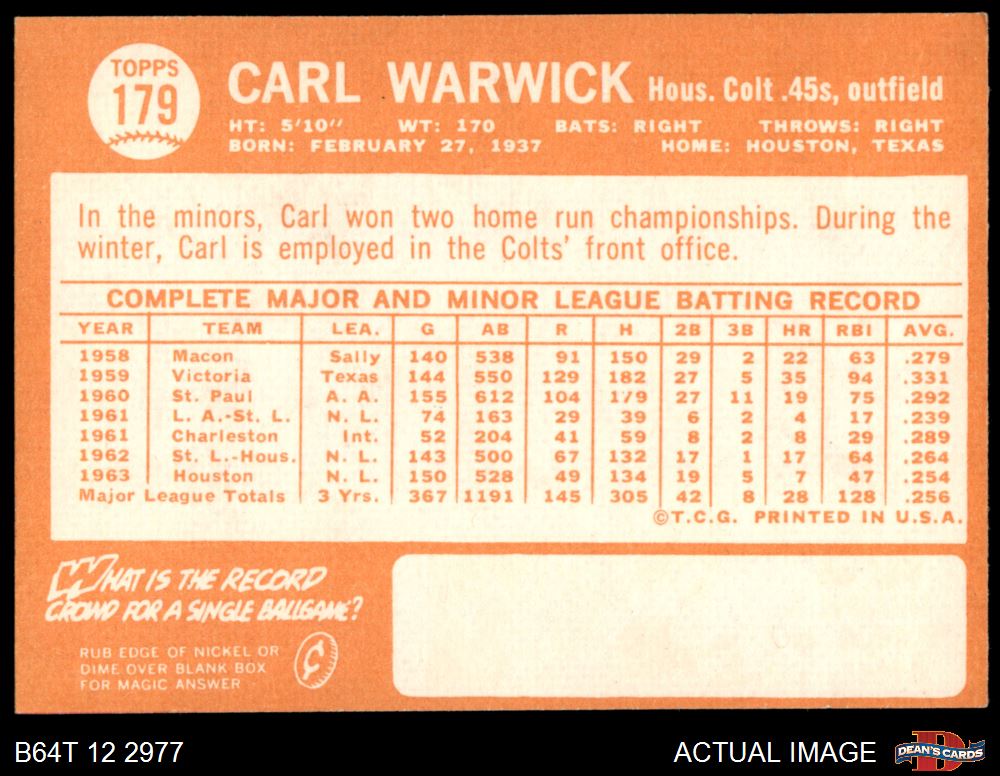 TOPPS
179
CARL WARWICK Hous. Colt .45s, outfield
HT: 5'10" WT: 170 BATS: RIGHT THROWS: RIGHT
BORN: FEBRUARY 27, 1937 HOME: HOUSTON, TEXAS
In the minors, Carl won two home run championships. During the
winter, Carl is employed in the Colts' front office.
COMPLETE MAJOR AND MINOR LEAGUE BATTING RECORD
YEAR TEAM LEA. G AB R H 2B 3B HR RBI AVG.
1958 Macon Sally 140 538 91 150 29 2 22 63 .279
1959 Victoria Texas 144 550 129 182 27 5 35 94 .331
1960 St. Paul A. A. 155 612 104 179 27 11 19 75 .292
1961 L. A.-St. L. N. L. 74 163 29 39 6 2 4 17 .239
1961 Charleston Int. 52 204 41 59 8 2 8 29 .289
1962 St. L.-Hous. N. L. 143 500 67 132 17 1 17 64 .264
1963 Houston N. L. 150 528 49 134 19 5 7 47 .254
Major League Totals 3 Yrs. 367 1191 145 305 42 8 28 128 .256
©T.C.G. PRINTED IN U.S.A.
WHAT IS THE RECORD
CROWD FOR A SINGLE BALLGAME?
RUB EDGE OF NICKEL OR
DIME OVER BLANK BOX
FOR MAGIC ANSWER
¢
B64T 12 2977 ACTUAL IMAGE DEAN'S CARDS